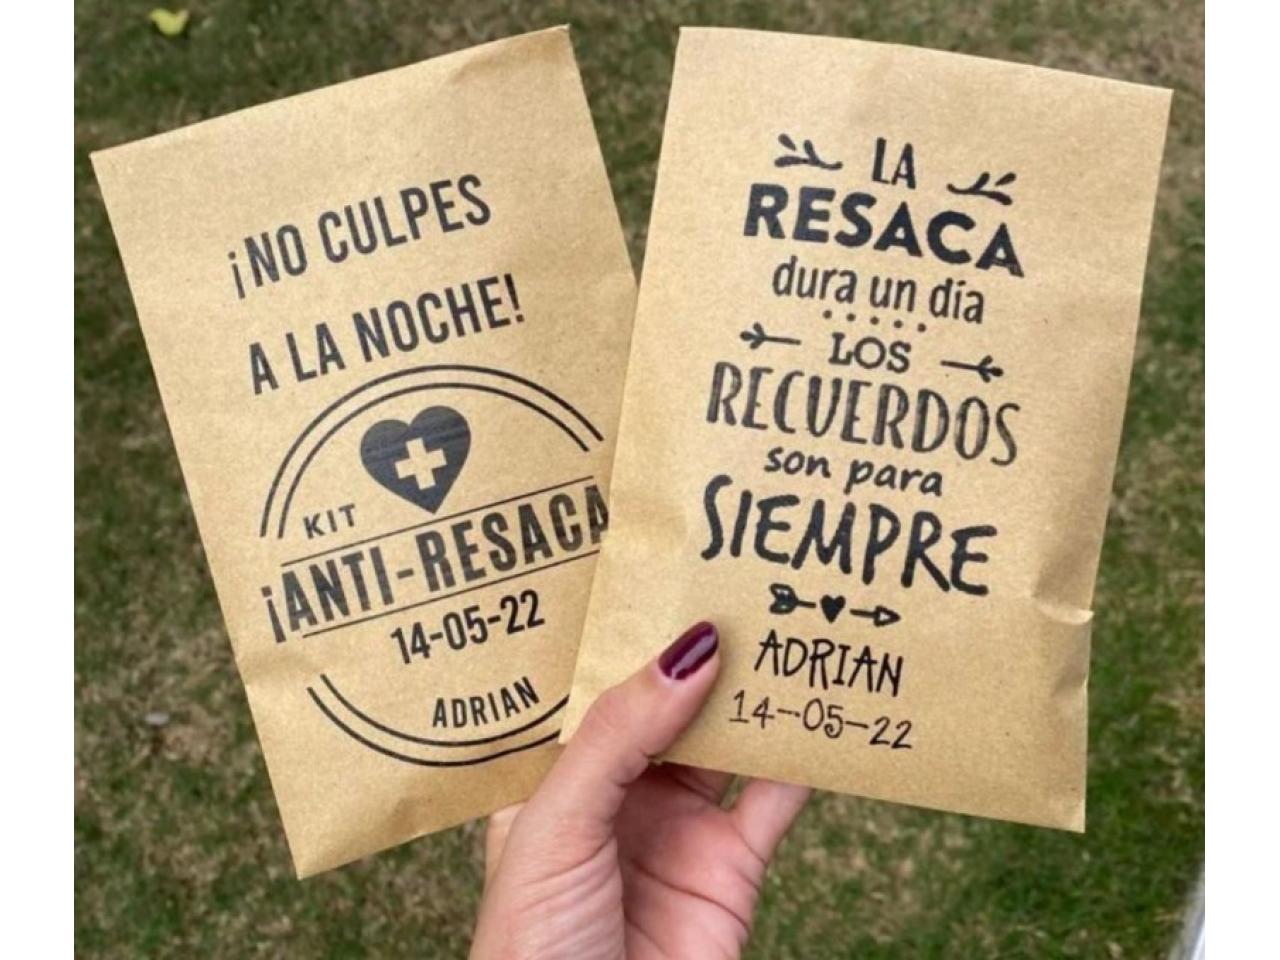 ¡NO CULPES
A LA NOCHE!
KIT
¡ANTI-RESACA
14-05-22
ADRIAN
LA
RESACA
dura un día
LOS
RECUERDOS
son para
SIEMPRE
ADRIAN
14-05-22